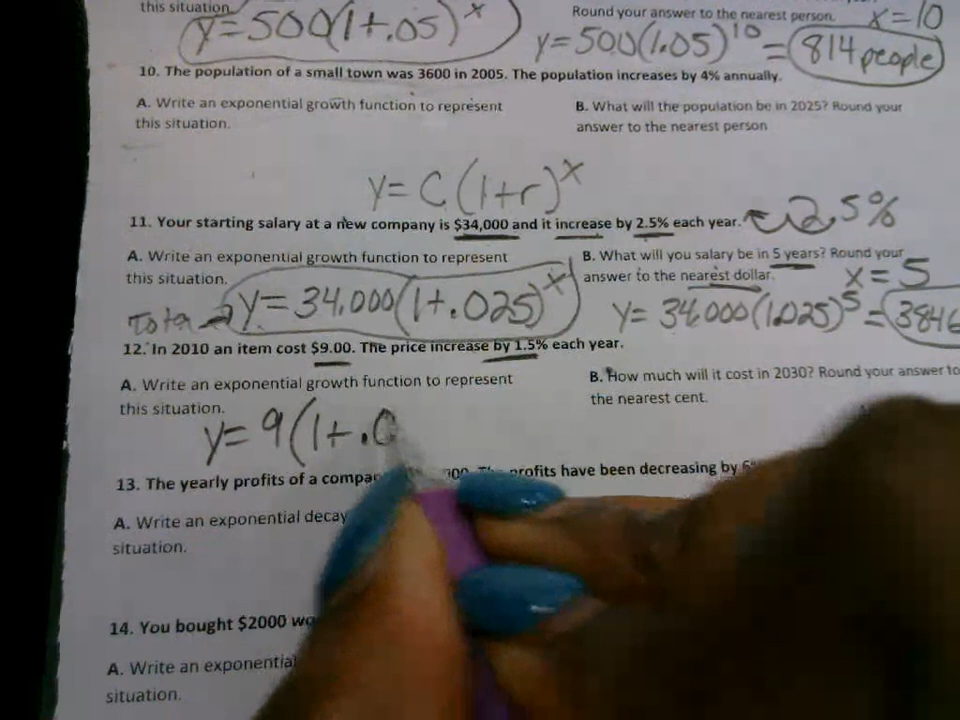 this situation.
y=500(1+.05)^x
Round your answer to the nearest person. x=10
y=500(1.05)^10 = 814 people
10. The population of a small town was 3600 in 2005. The population increases by 4% annually.
A. Write an exponential growth function to represent
this situation.
B. What will the population be in 2025? Round your
answer to the nearest person
y= C(1+r)^x
11. Your starting salary at a new company is $34,000 and it increase by 2.5% each year. 2.5%
A. Write an exponential growth function to represent
this situation.
y= 34,000(1+.025)^x
B. What will you salary be in 5 years? Round your
answer to the nearest dollar. x=5
y= 34,000(1.025)^5 = 3846
12. In 2010 an item cost $9.00. The price increase by 1.5% each year.
A. Write an exponential growth function to represent
this situation.
y= 9(1+.0
B. How much will it cost in 2030? Round your answer to
the nearest cent.
13. The yearly profits of a compa profits have been decreasing by 6
A. Write an exponential decay
situation.
14. You bought $2000 wo
A. Write an exponential
situation.